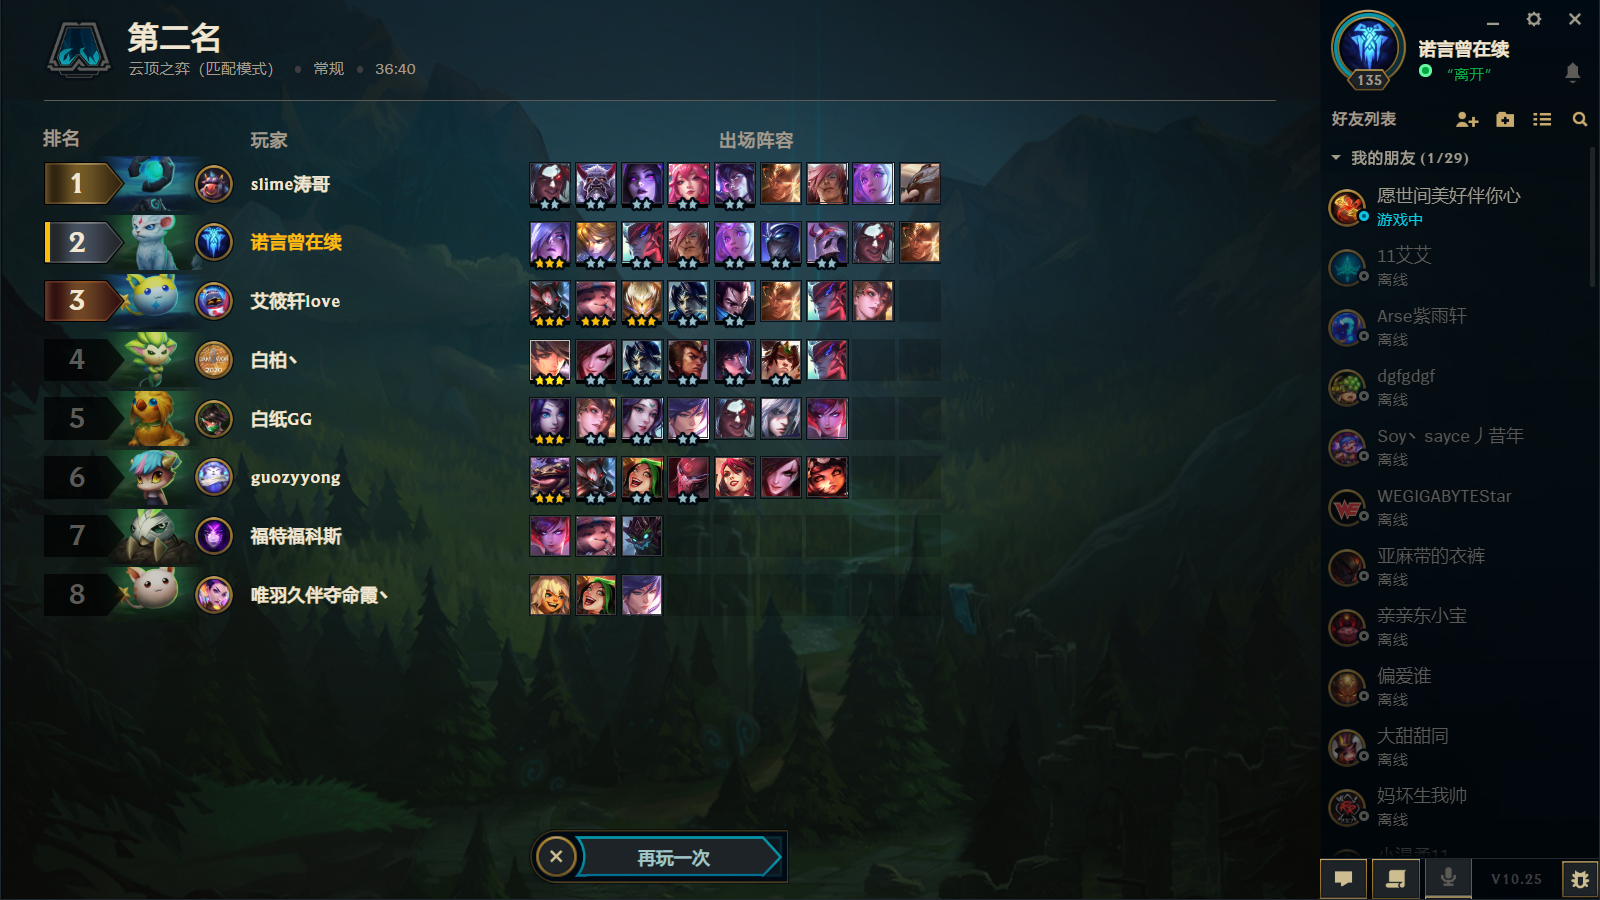 第二名
云顶之弈（匹配模式） • 常规 • 36:40
排名 玩家 出场阵容
1 slime涛哥
2 诺言曾在续
3 艾筱轩love
4 白柏丶
5 白纸GG
6 guozyyong
7 福特福科斯
8 唯羽久伴夺命霞丶
再玩一次
诺言曾在续
135
“离开”
好友列表
我的朋友 (1/29)
愿世间美好伴你心
游戏中
11艾艾
离线
Arse紫雨轩
离线
dgfgdgf
离线
Soy丶sayce丿昔年
离线
WEGIGABYTEStar
离线
亚麻带的衣裤
离线
亲亲东小宝
离线
偏爱谁
离线
大甜甜同
离线
妈坏生我帅
离线
V10.25